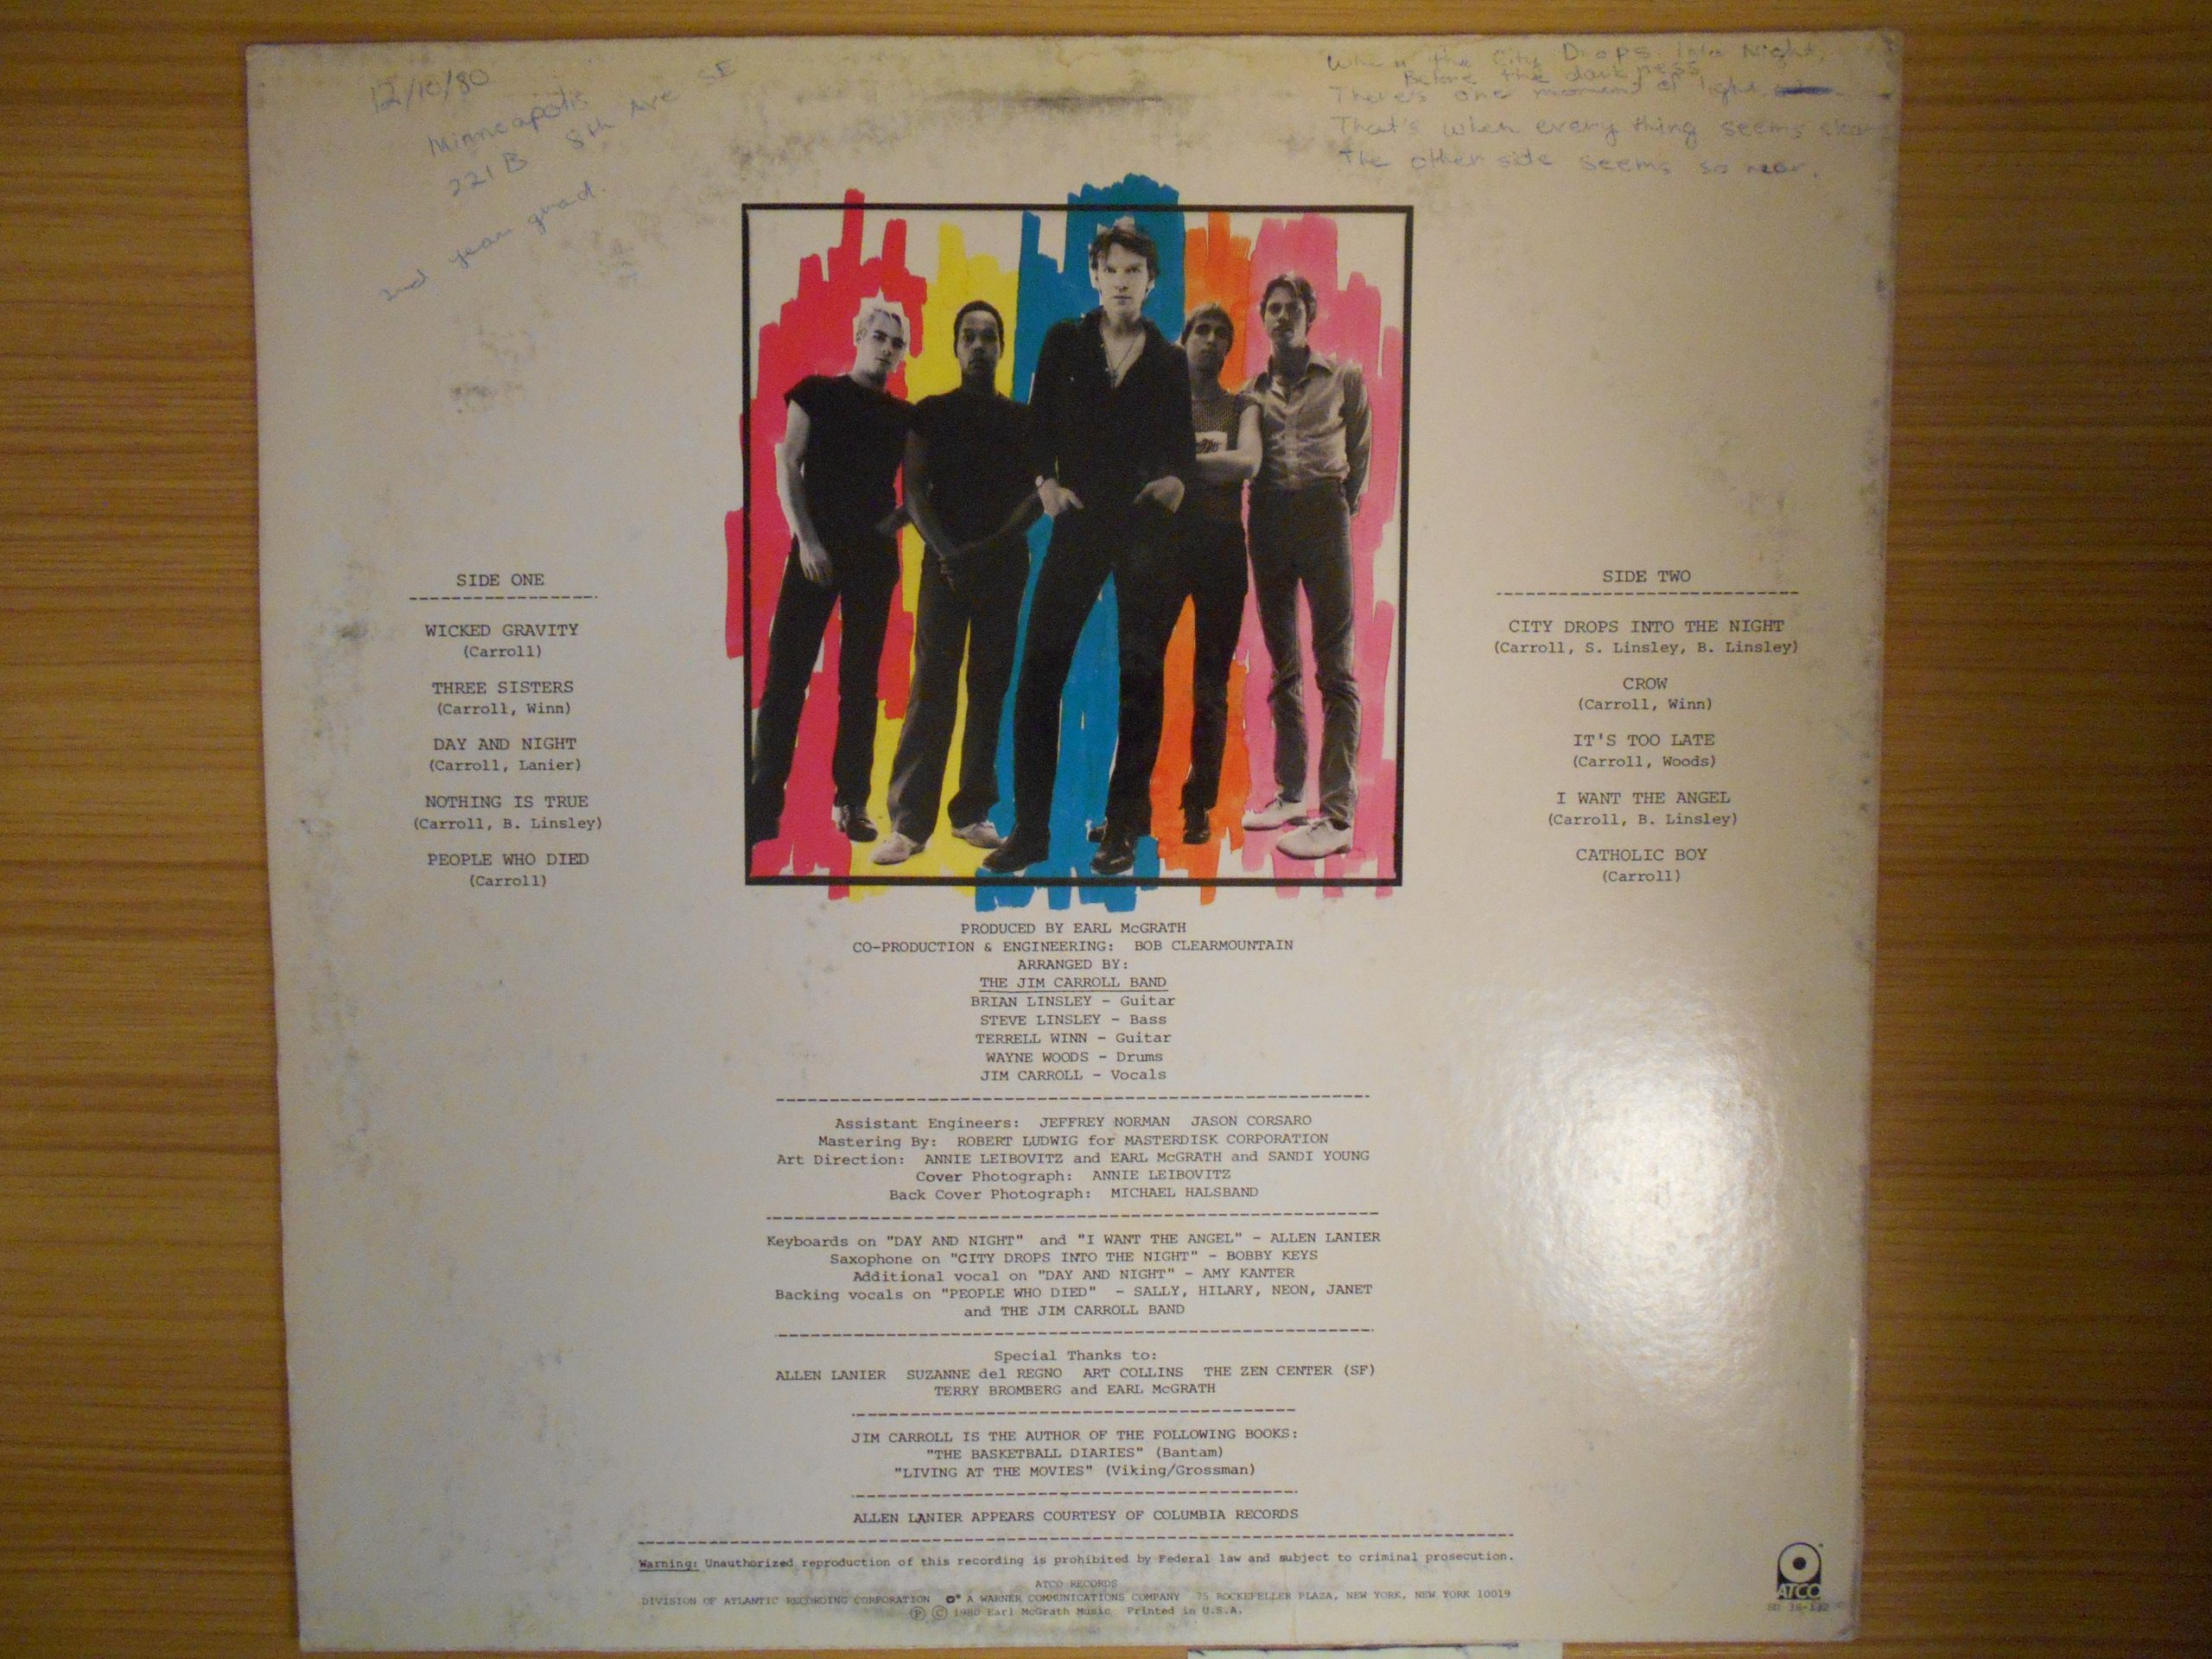 12/10/80
Minneapolis
221B 8th Ave SE
2nd year grad.
When the City Drops Into Night,
Before the darkness
There's one moment of light
That's when every thing seems clear
The other side seems so near.
SIDE ONE
WICKED GRAVITY
(Carroll)
THREE SISTERS
(Carroll, Winn)
DAY AND NIGHT
(Carroll, Lanier)
NOTHING IS TRUE
(Carroll, B. Linsley)
PEOPLE WHO DIED
(Carroll)
SIDE TWO
CITY DROPS INTO THE NIGHT
(Carroll, S. Linsley, B. Linsley)
CROW
(Carroll, Winn)
IT'S TOO LATE
(Carroll, Woods)
I WANT THE ANGEL
(Carroll, B. Linsley)
CATHOLIC BOY
(Carroll)
PRODUCED BY EARL McGRATH
CO-PRODUCTION & ENGINEERING: BOB CLEARMOUNTAIN
ARRANGED BY:
THE JIM CARROLL BAND
BRIAN LINSLEY - Guitar
STEVE LINSLEY - Bass
TERRELL WINN - Guitar
WAYNE WOODS - Drums
JIM CARROLL - Vocals
Assistant Engineers: JEFFREY NORMAN JASON CORSARO
Mastering By: ROBERT LUDWIG for MASTERDISK CORPORATION
Art Direction: ANNIE LEIBOVITZ and EARL McGRATH and SANDI YOUNG
Cover Photograph: ANNIE LEIBOVITZ
Back Cover Photograph: MICHAEL HALSBAND
Keyboards on "DAY AND NIGHT" and "I WANT THE ANGEL" - ALLEN LANIER
Saxophone on "CITY DROPS INTO THE NIGHT" - BOBBY KEYS
Additional vocal on "DAY AND NIGHT" - AMY KANTER
Backing vocals on "PEOPLE WHO DIED" - SALLY, HILARY, NEON, JANET
and THE JIM CARROLL BAND
Special Thanks to:
ALLEN LANIER SUZANNE del REGNO ART COLLINS THE ZEN CENTER (SF)
TERRY BROMBERG and EARL McGRATH
JIM CARROLL IS THE AUTHOR OF THE FOLLOWING BOOKS:
"THE BASKETBALL DIARIES" (Bantam)
"LIVING AT THE MOVIES" (Viking/Grossman)
ALLEN LANIER APPEARS COURTESY OF COLUMBIA RECORDS
Warning: Unauthorized reproduction of this recording is prohibited by Federal law and subject to criminal prosecution.
ATCO RECORDS
DIVISION OF ATLANTIC RECORDING CORPORATION A WARNER COMMUNICATIONS COMPANY 75 ROCKEFELLER PLAZA, NEW YORK, NEW YORK 10019
Ⓟ © 1980 Earl McGrath Music Printed in U.S.A.
ATCO
SD 38-132